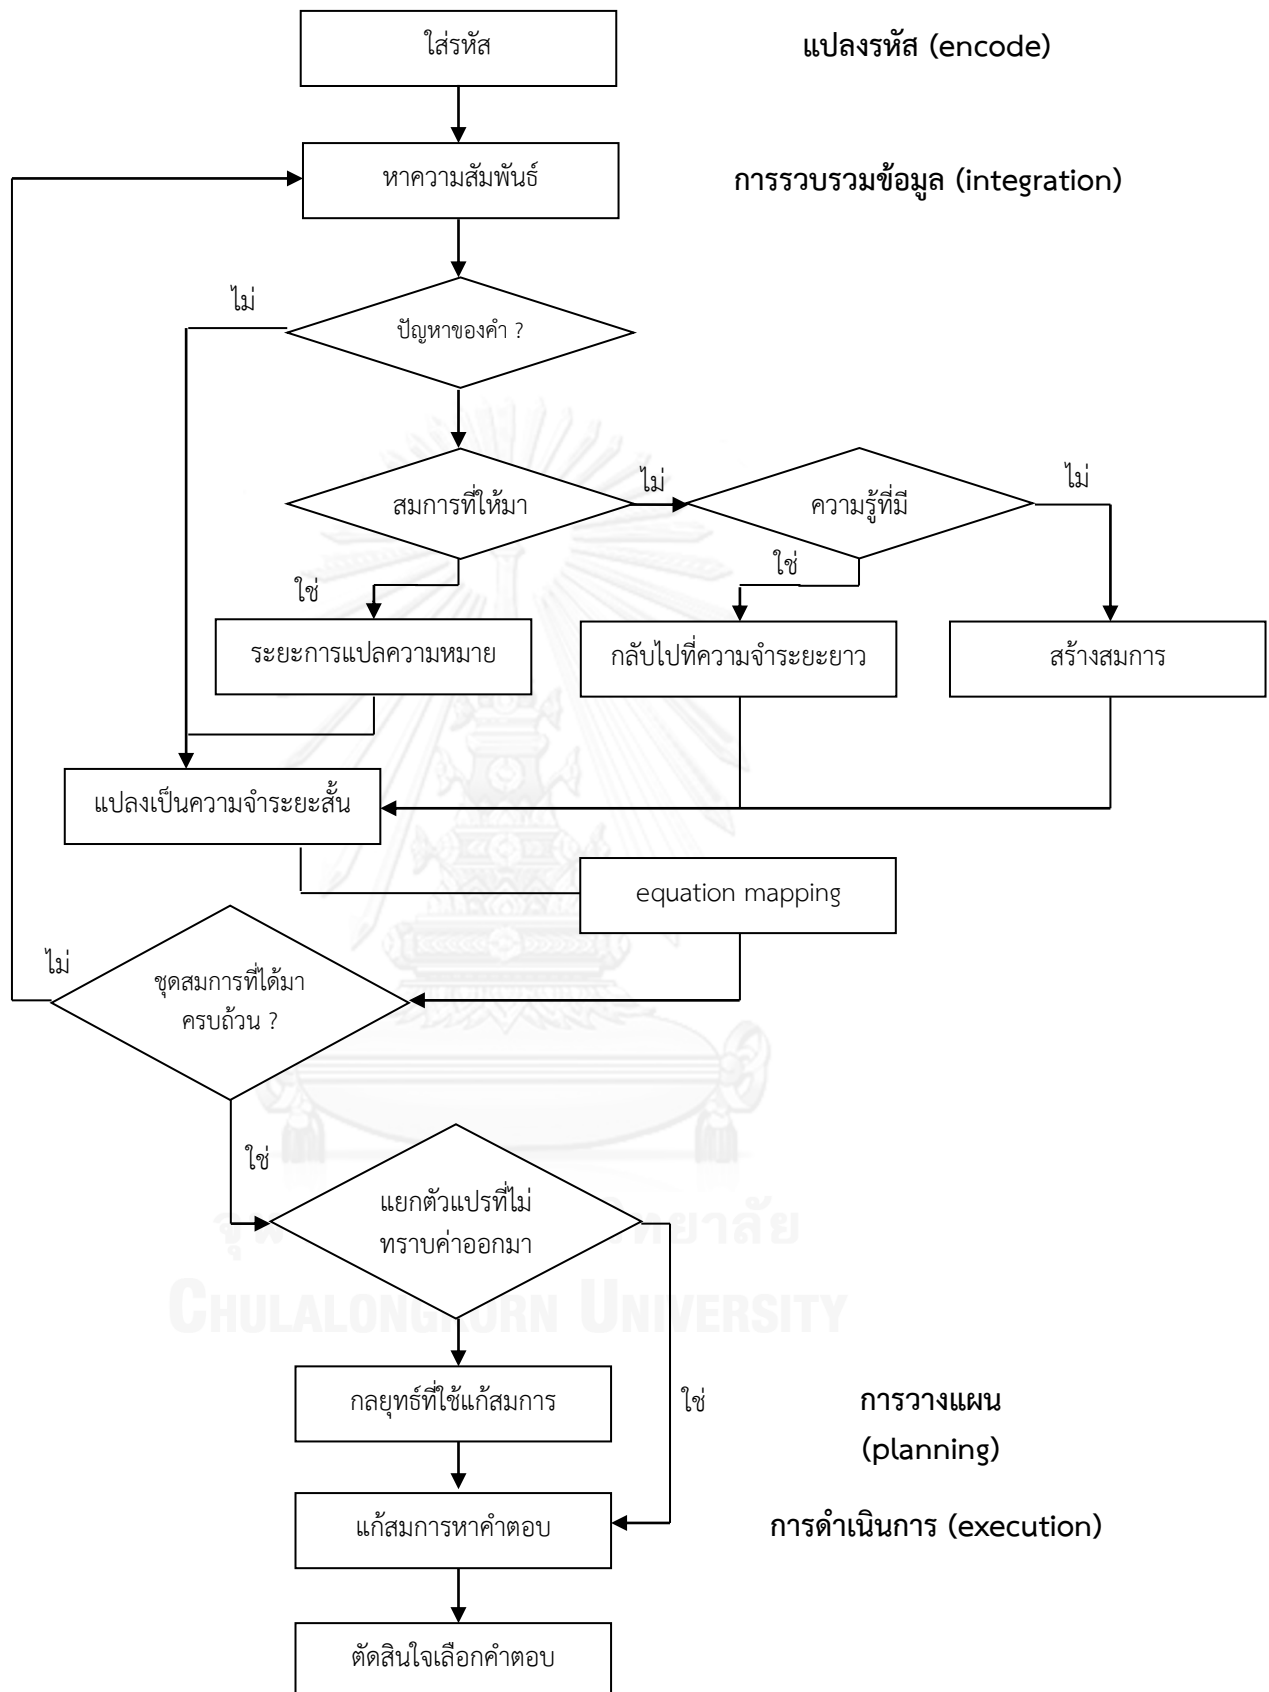 ใส่รหัส
แปลงรหัส (encode)
หาความสัมพันธ์
การรวบรวมข้อมูล (integration)
ไม่
ปัญหาของคำ ?
สมการที่ให้มา
ไม่
ความรู้ที่มี
ไม่
ใช่
ใช่
ระยะการแปลความหมาย
กลับไปที่ความจำระยะยาว
สร้างสมการ
แปลงเป็นความจำระยะสั้น
equation mapping
ไม่
ชุดสมการที่ได้มา
ครบถ้วน ?
ใช่
แยกตัวแปรที่ไม่
ทราบค่าออกมา
CHULALONGKORN UNIVERSITY
กลยุทธ์ที่ใช้แก้สมการ
ใช่
การวางแผน
(planning)
แก้สมการหาคำตอบ
การดำเนินการ (execution)
ตัดสินใจเลือกคำตอบ